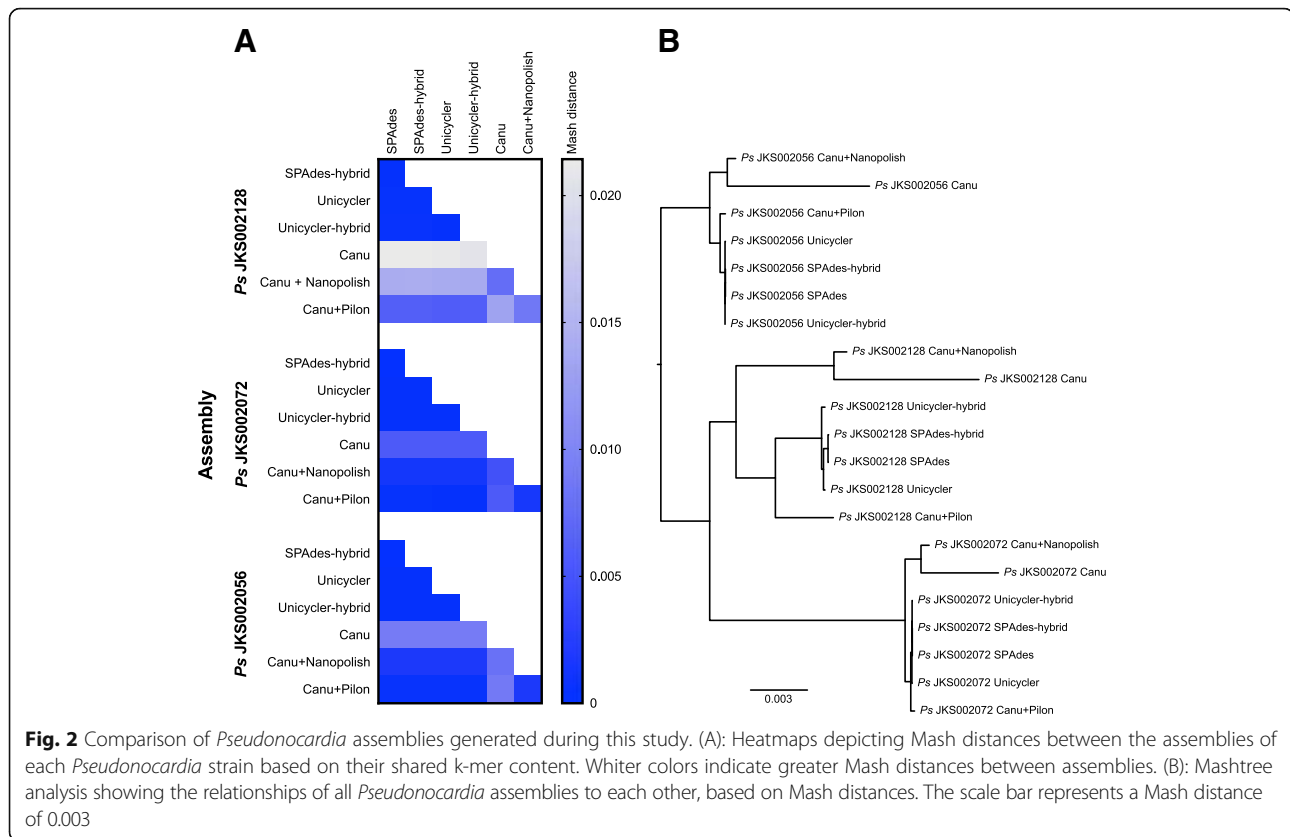 A
SPAdes
SPAdes-hybrid
Unicycler
Unicycler-hybrid
Canu
Canu+Nanopolish
Mash distance
Assembly
Ps JKS002128
SPAdes-hybrid
Unicycler
Unicycler-hybrid
Canu
Canu + Nanopolish
Canu+Pilon
Ps JKS002072
SPAdes-hybrid
Unicycler
Unicycler-hybrid
Canu
Canu+Nanopolish
Canu+Pilon
Ps JKS002056
SPAdes-hybrid
Unicycler
Unicycler-hybrid
Canu
Canu+Nanopolish
Canu+Pilon
0.020
0.015
0.010
0.005
0
B
Ps JKS002056 Canu+Nanopolish
Ps JKS002056 Canu
Ps JKS002056 Canu+Pilon
Ps JKS002056 Unicycler
Ps JKS002056 SPAdes-hybrid
Ps JKS002056 SPAdes
Ps JKS002056 Unicycler-hybrid
Ps JKS002128 Canu+Nanopolish
Ps JKS002128 Canu
Ps JKS002128 Unicycler-hybrid
Ps JKS002128 SPAdes-hybrid
Ps JKS002128 SPAdes
Ps JKS002128 Unicycler
Ps JKS002128 Canu+Pilon
Ps JKS002072 Canu+Nanopolish
Ps JKS002072 Canu
Ps JKS002072 Unicycler-hybrid
Ps JKS002072 SPAdes-hybrid
Ps JKS002072 SPAdes
Ps JKS002072 Unicycler
Ps JKS002072 Canu+Pilon
0.003
Fig. 2 Comparison of Pseudonocardia assemblies generated during this study. (A): Heatmaps depicting Mash distances between the assemblies of
each Pseudonocardia strain based on their shared k-mer content. Whiter colors indicate greater Mash distances between assemblies. (B): Mashtree
analysis showing the relationships of all Pseudonocardia assemblies to each other, based on Mash distances. The scale bar represents a Mash distance
of 0.003